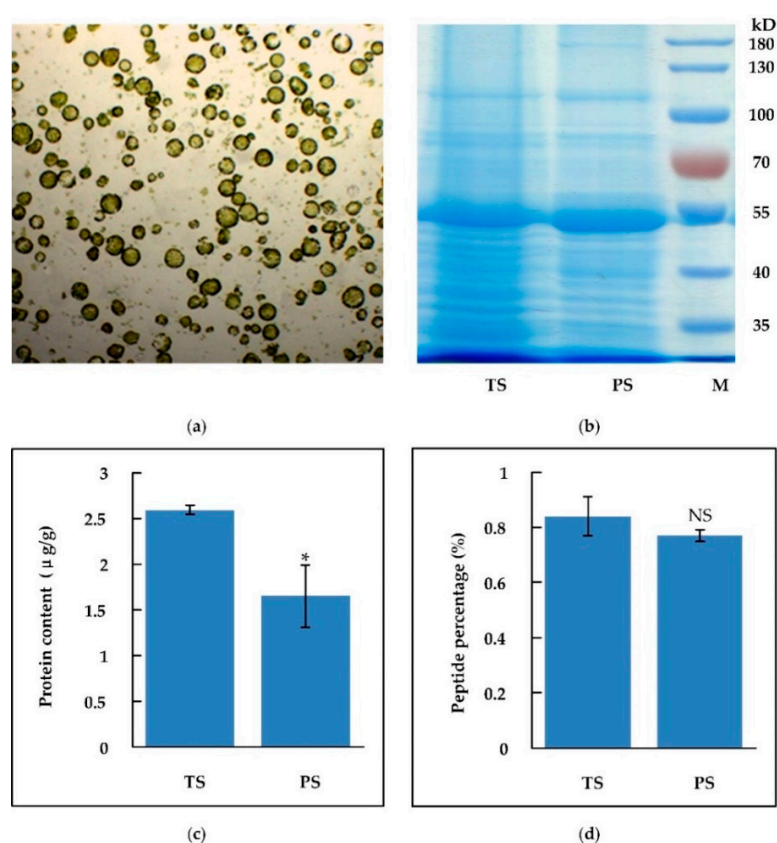 kD
180
130
100
70
55
40
35
TS PS M
(a) (b)
3
2.5
2
1.5
1
0.5
0
Protein content (μg/g)
*
TS PS
(c)
1
0.8
0.6
0.4
0.2
0
Peptide percentage (%)
NS
TS PS
(d)